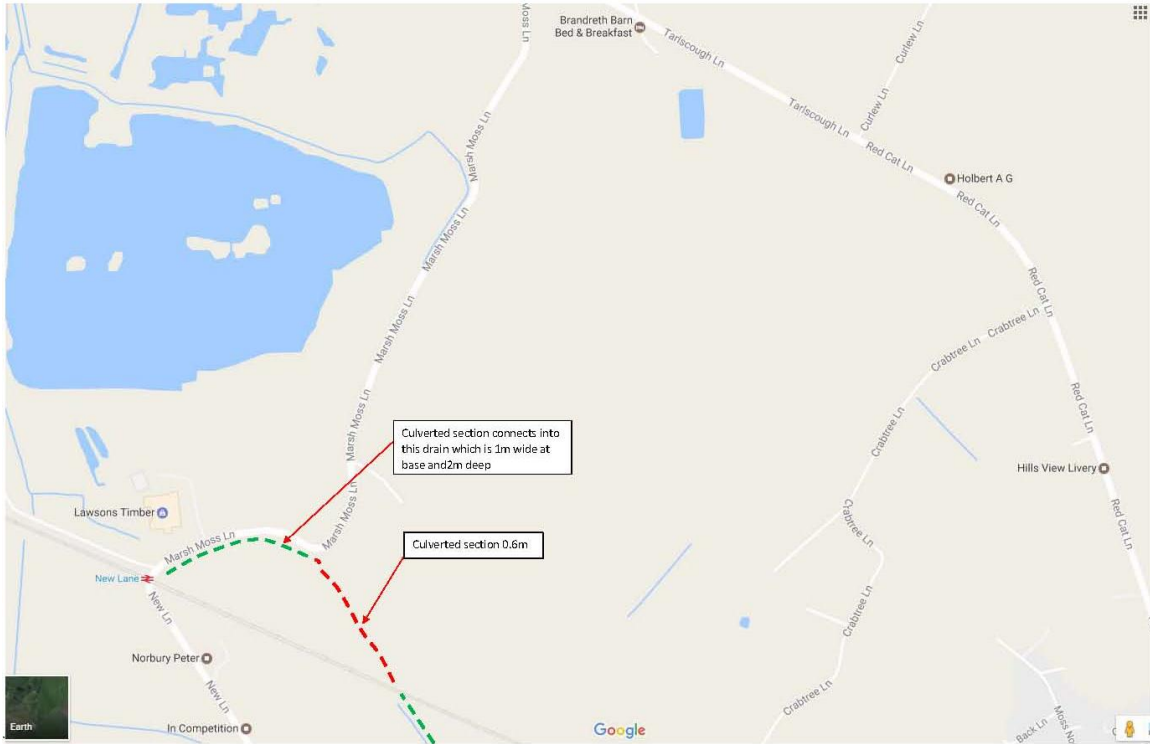 Moss Ln
Brandreth Barn
Bed & Breakfast
Tarlscough Ln
Curlew Ln
Tarlscough Ln
Curlew Ln
Red Cat Ln
Holbert A G
Red Cat Ln
Marsh Moss Ln
Marsh Moss Ln
Red Cat Ln
Marsh Moss Ln
Crabtree Ln
Crabtree Ln
Red Cat Ln
Marsh Moss Ln
Crabtree Ln
Culverted section connects into
this drain which is 1m wide at
base and2m deep
Hills View Livery
Lawsons Timber
Marsh Moss Ln
Marsh Moss Ln
Crabtree Ln
Red Cat Ln
Culverted section 0.6m
New Lane
New Ln
Crabtree Ln
Norbury Peter
New Ln
Crabtree Ln
Earth
In Competition
Google
Back Ln
Moss No